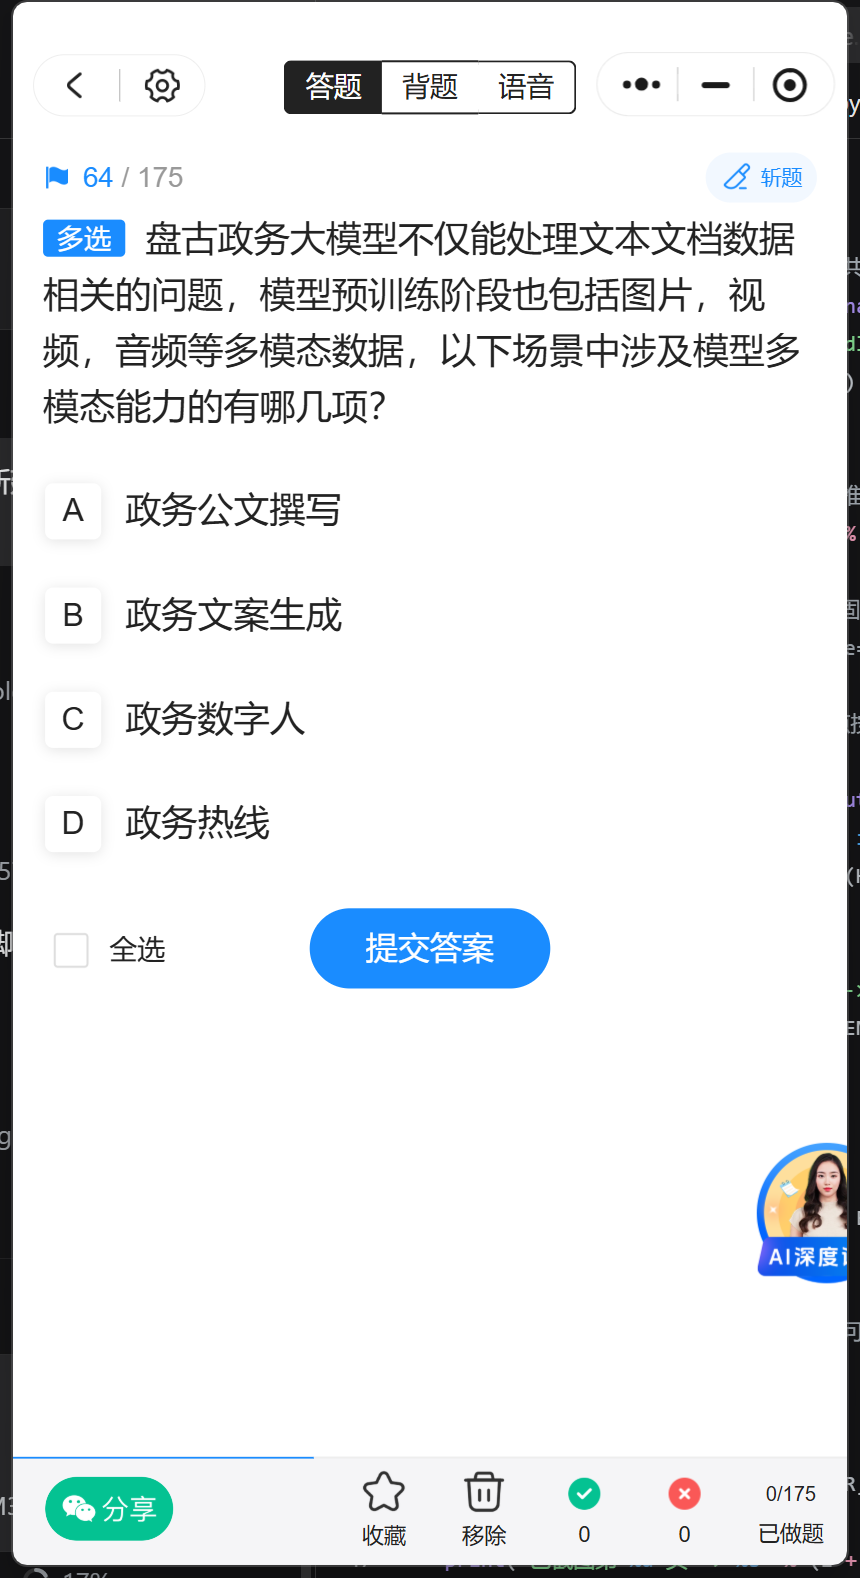 答题 背题 语音
64 / 175
斩题
多选 盘古政务大模型不仅能处理文本文档数据
相关的问题，模型预训练阶段也包括图片，视
频，音频等多模态数据，以下场景中涉及模型多
模态能力的有哪几项？
A 政务公文撰写
B 政务文案生成
C 政务数字人
D 政务热线
全选
提交答案
AI深度
分享
收藏
移除
0
0
0/175
已做题
17%